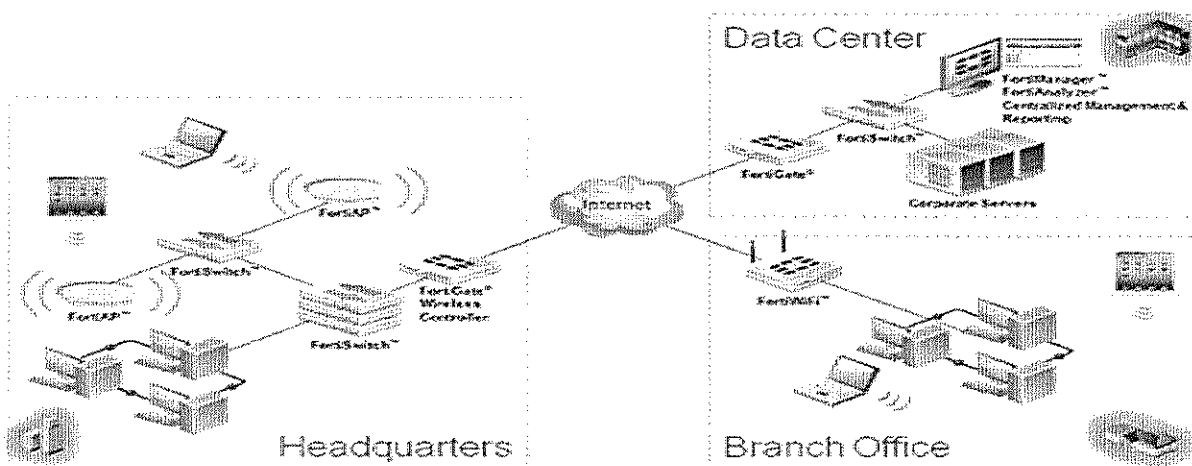 Data Center
FortiManager™
FortiAnalyzer™
Centralized Management &
Reporting
FortiSwitch™
FortiGate®
Corporate Servers
FortiAP™
Internet
FortiSwitch™
FortiAP™
FortiGate®
Wireless
Controller
FortiSwitch™
FortiWiFi™
Headquarters
Branch Office